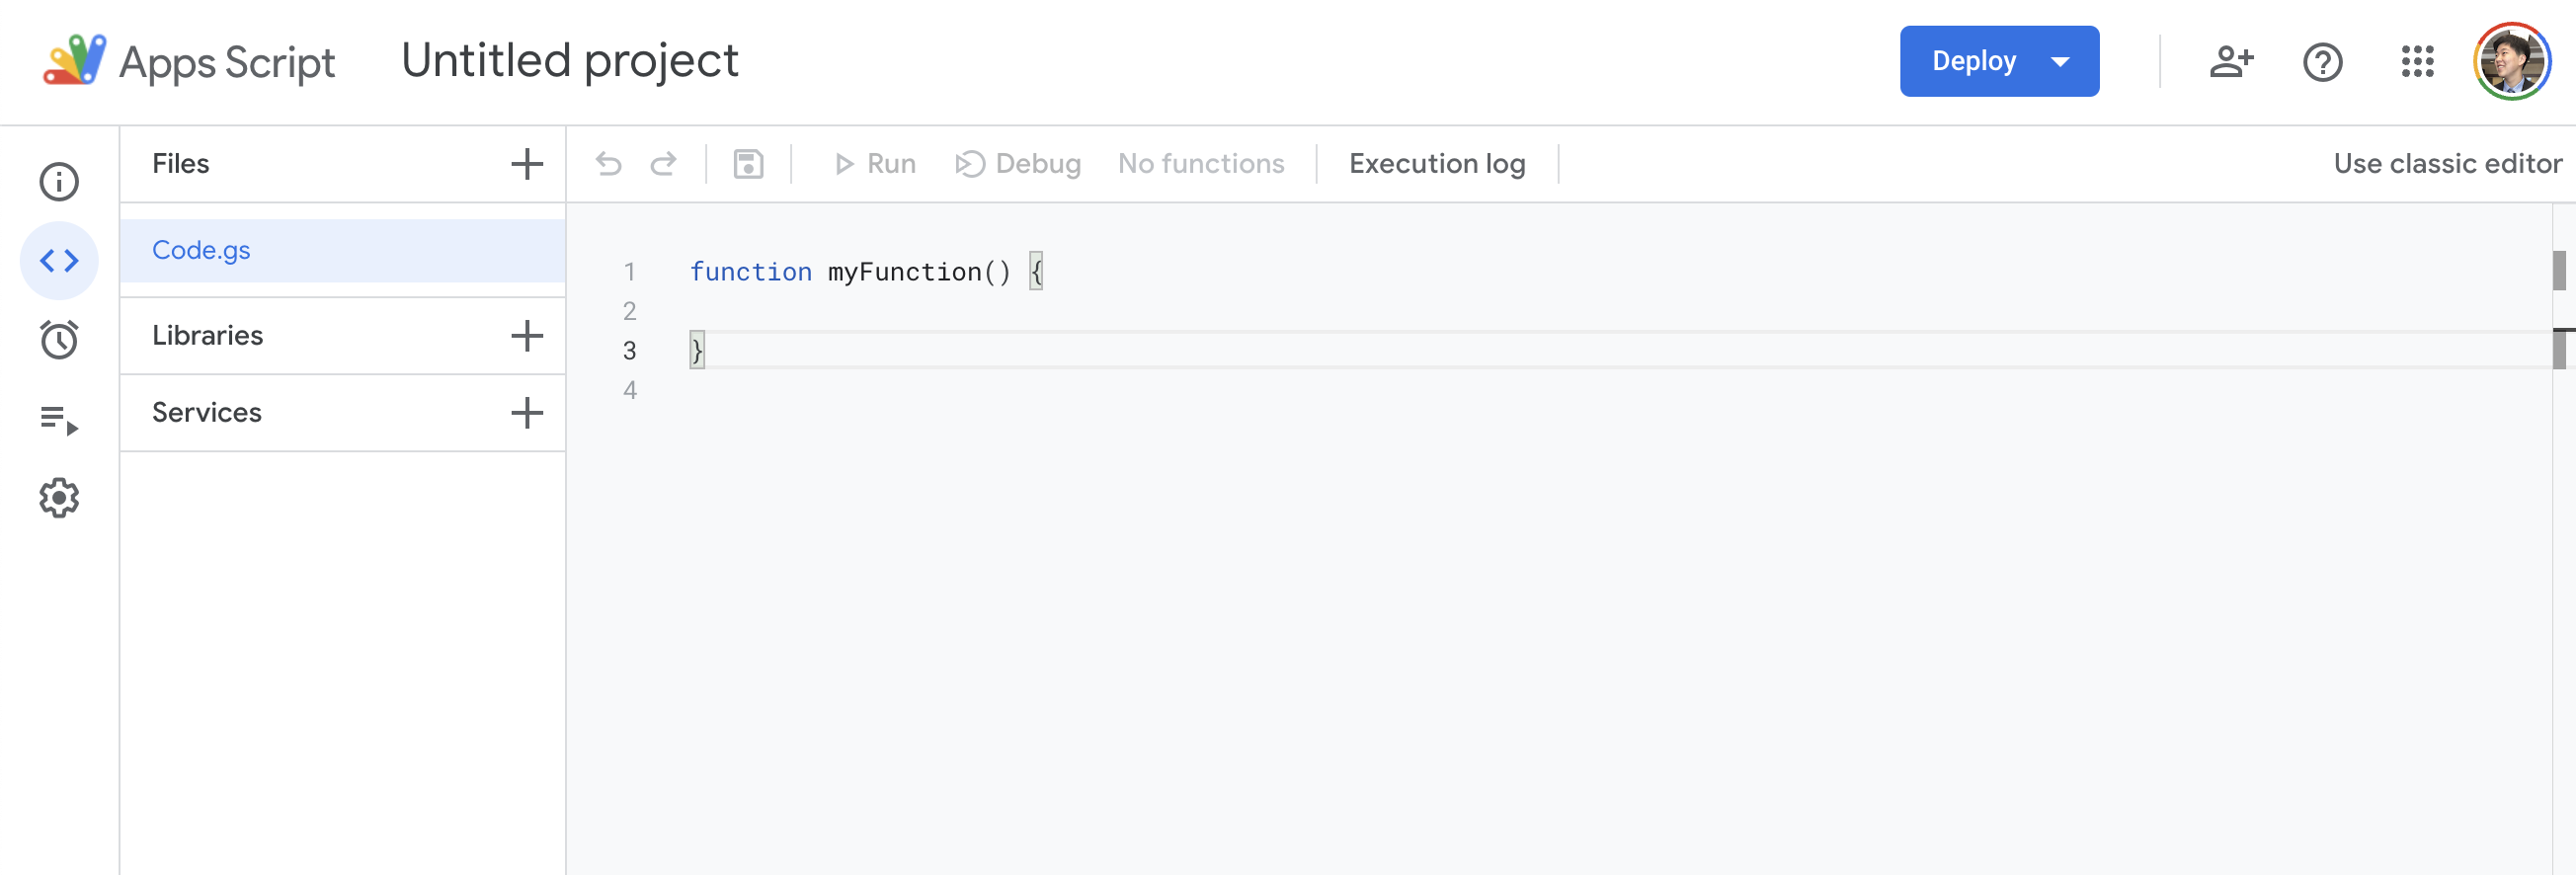 Apps Script Untitled project Deploy
Files Run Debug No functions Execution log Use classic editor
Code.gs
Libraries
Services
1 function myFunction() {
2
3 }
4